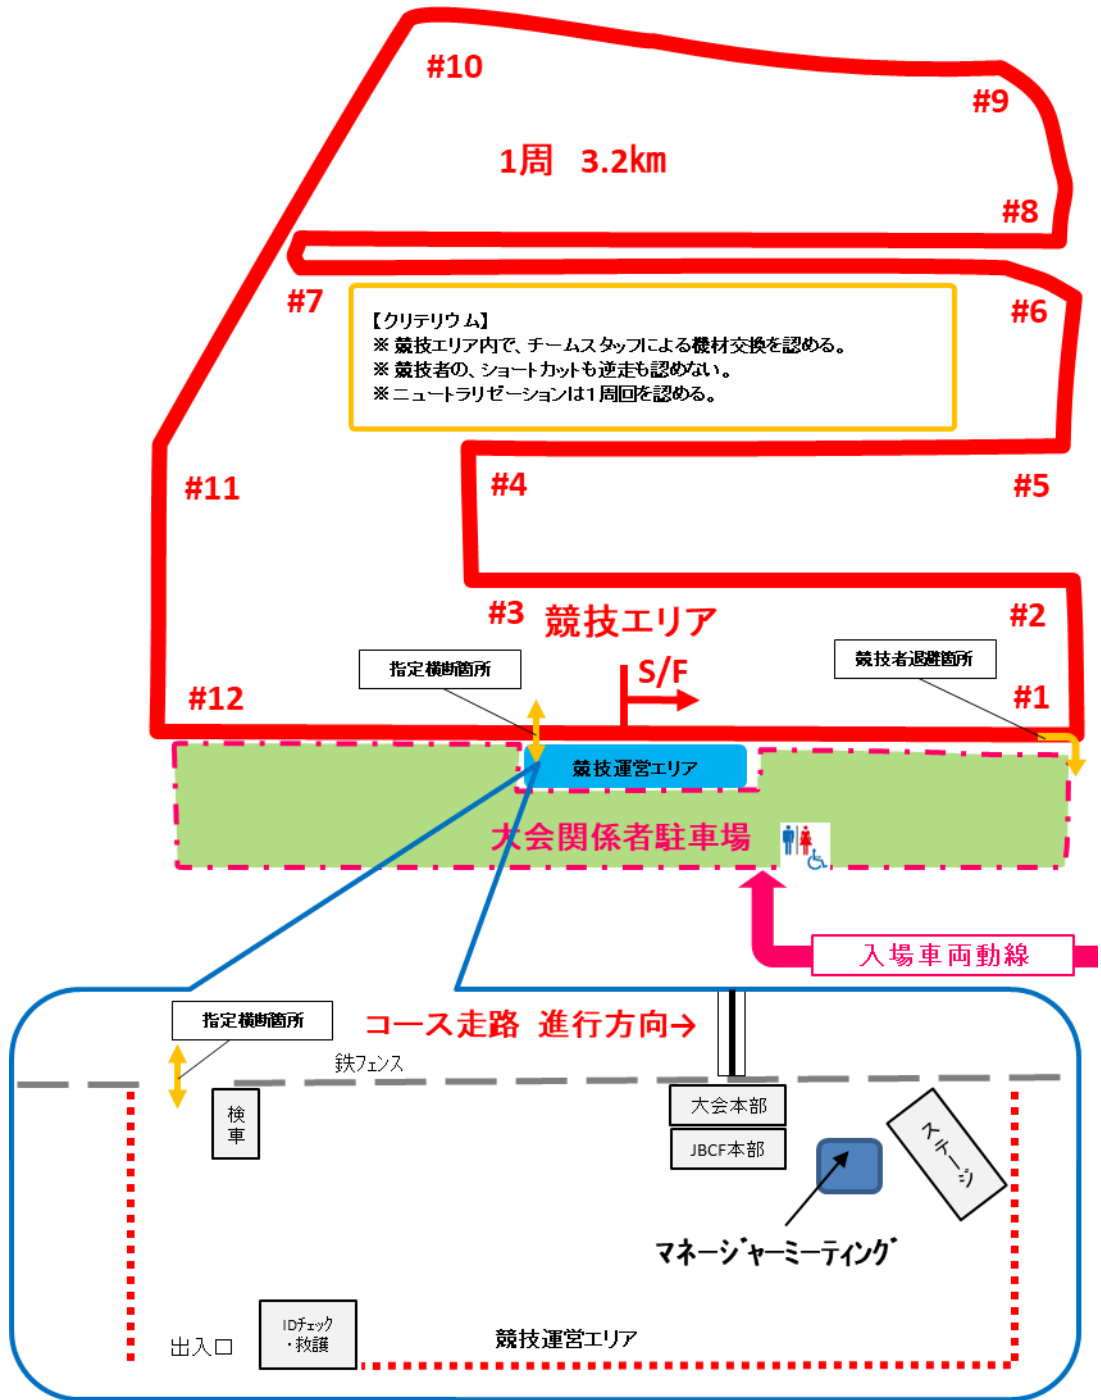 #10
#9
1周 3.2㎞
#8
#7
#6
【クリテリウム】
※ 競技エリア内で、チームスタッフによる機材交換を認める。
※ 競技者の、ショートカットも逆走も認めない。
※ ニュートラリゼーションは1周回を認める。
#11
#4
#5
#3
競技エリア
#2
指定横断箇所
S/F
競技者退避箇所
#12
#1
競技運営エリア
大会関係者駐車場
入場車両動線
指定横断箇所
コース走路 進行方向→
鉄フェンス
検車
大会本部
JBCF本部
ステージ
マネージャーミーティング
IDチェック
・救護
出入口
競技運営エリア